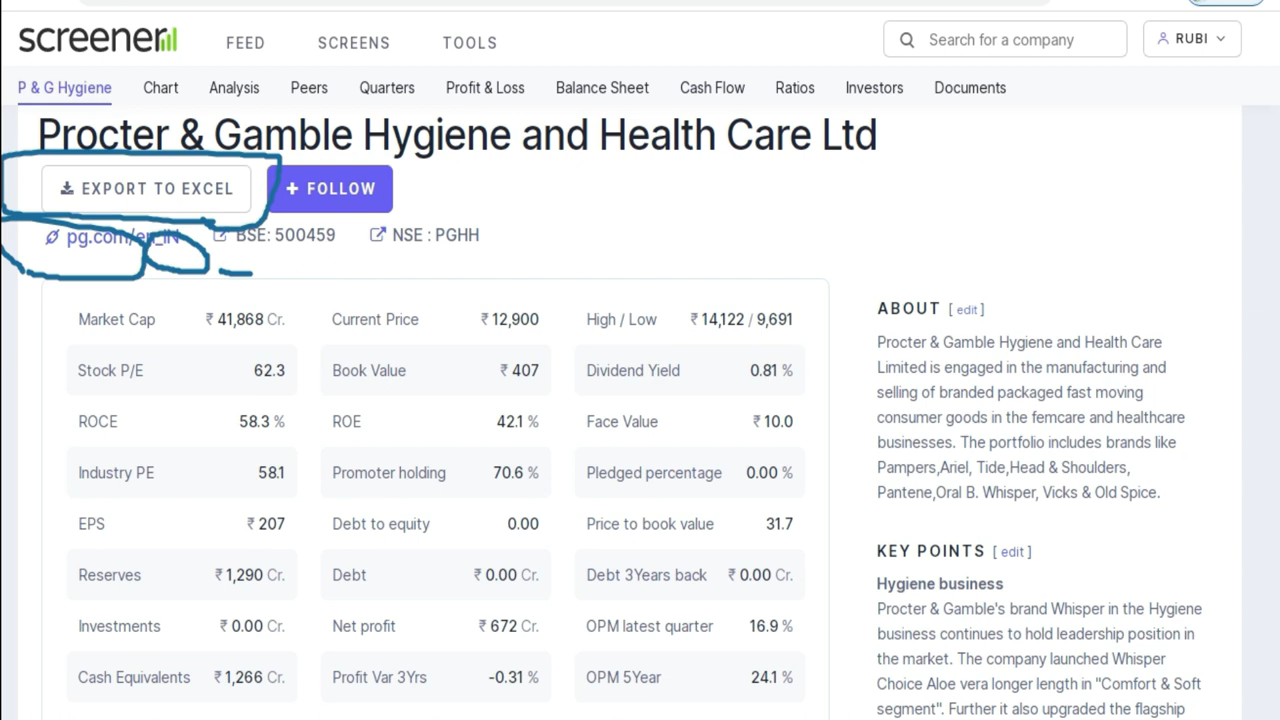 screener
FEED SCREENS TOOLS
Search for a company
RUBI
P & G Hygiene Chart Analysis Peers Quarters Profit & Loss Balance Sheet Cash Flow Ratios Investors Documents
Procter & Gamble Hygiene and Health Care Ltd
EXPORT TO EXCEL
+ FOLLOW
pg.com/en_IN BSE: 500459 NSE : PGHH
Market Cap ₹ 41,868 Cr. Current Price ₹ 12,900 High / Low ₹ 14,122 / 9,691
Stock P/E 62.3 Book Value ₹ 407 Dividend Yield 0.81 %
ROCE 58.3 % ROE 42.1 % Face Value ₹ 10.0
Industry PE 58.1 Promoter holding 70.6 % Pledged percentage 0.00 %
EPS ₹ 207 Debt to equity 0.00 Price to book value 31.7
Reserves ₹ 1,290 Cr. Debt ₹ 0.00 Cr. Debt 3Years back ₹ 0.00 Cr.
Investments ₹ 0.00 Cr. Net profit ₹ 672 Cr. OPM latest quarter 16.9 %
Cash Equivalents ₹ 1,266 Cr. Profit Var 3Yrs -0.31 % OPM 5Year 24.1 %
ABOUT [ edit ]
Procter & Gamble Hygiene and Health Care
Limited is engaged in the manufacturing and
selling of branded packaged fast moving
consumer goods in the femcare and healthcare
businesses. The portfolio includes brands like
Pampers,Ariel, Tide,Head & Shoulders,
Pantene,Oral B. Whisper, Vicks & Old Spice.
KEY POINTS [ edit ]
Hygiene business
Procter & Gamble's brand Whisper in the Hygiene
business continues to hold leadership position in
the market. The company launched Whisper
Choice Aloe vera longer length in "Comfort & Soft
segment". Further it also upgraded the flagship